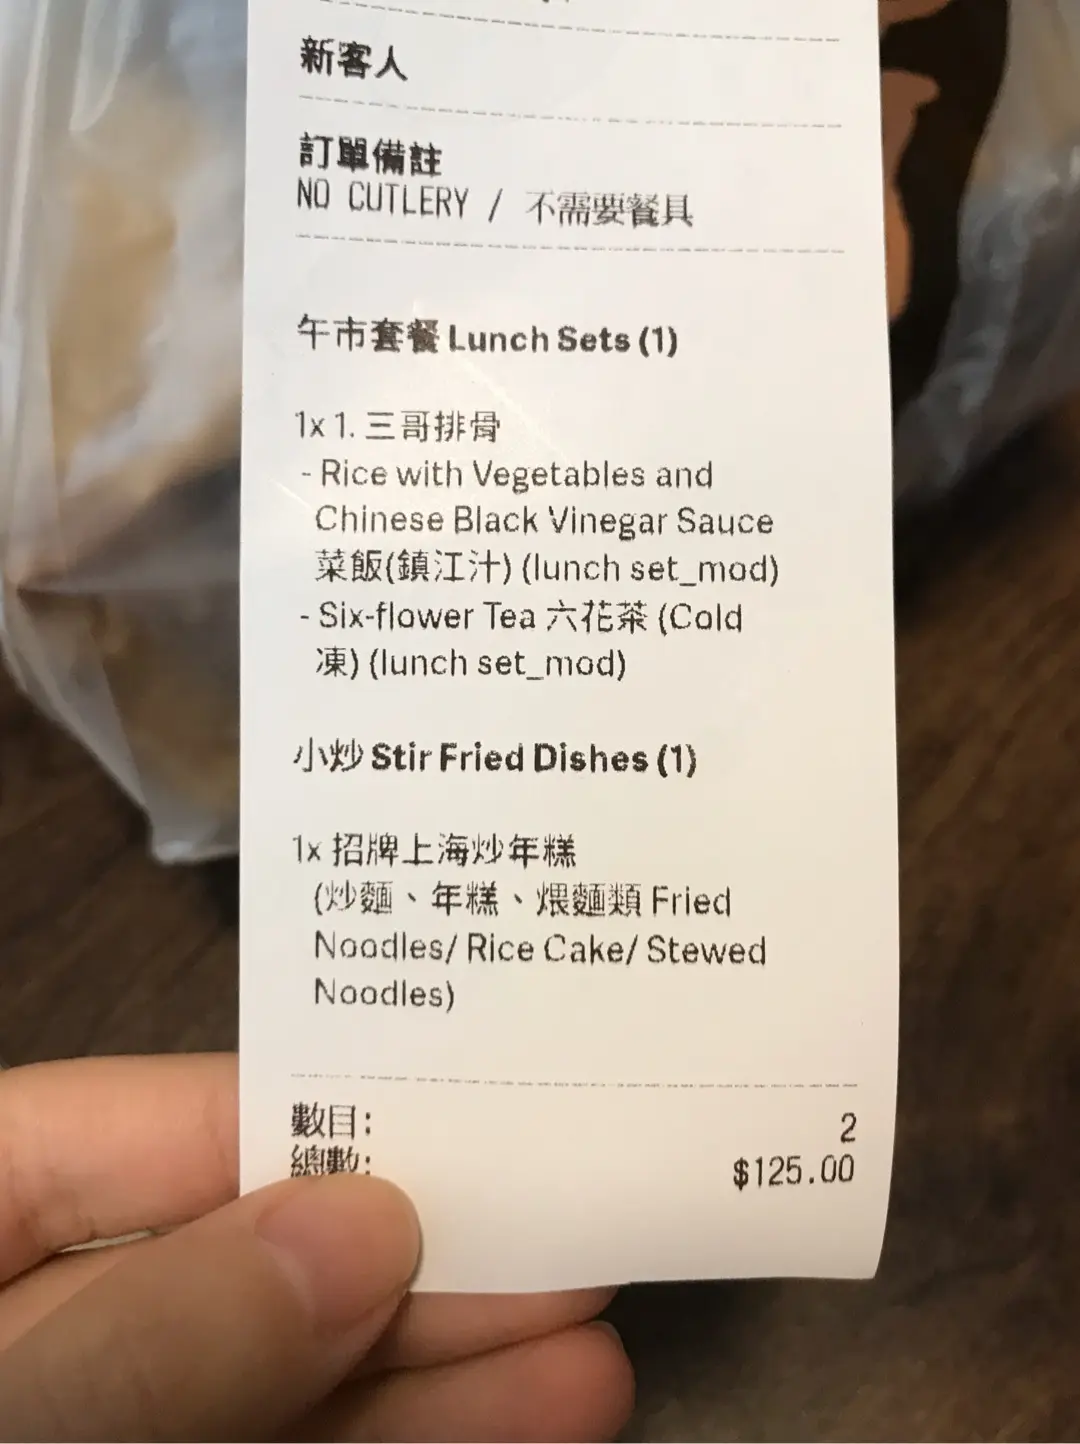 新客人
訂單備註
NO CUTLERY / 不需要餐具
午市套餐 Lunch Sets (1)
1x 1. 三哥排骨
- Rice with Vegetables and
Chinese Black Vinegar Sauce
菜飯(鎮江汁) (lunch set_mod)
- Six-flower Tea 六花茶 (Cold
凍) (lunch set_mod)
小炒 Stir Fried Dishes (1)
1x 招牌上海炒年糕
(炒麵、年糕、煨麵類 Fried
Noodles/ Rice Cake/ Stewed
Noodles)
數目: 2
總數: $125.00